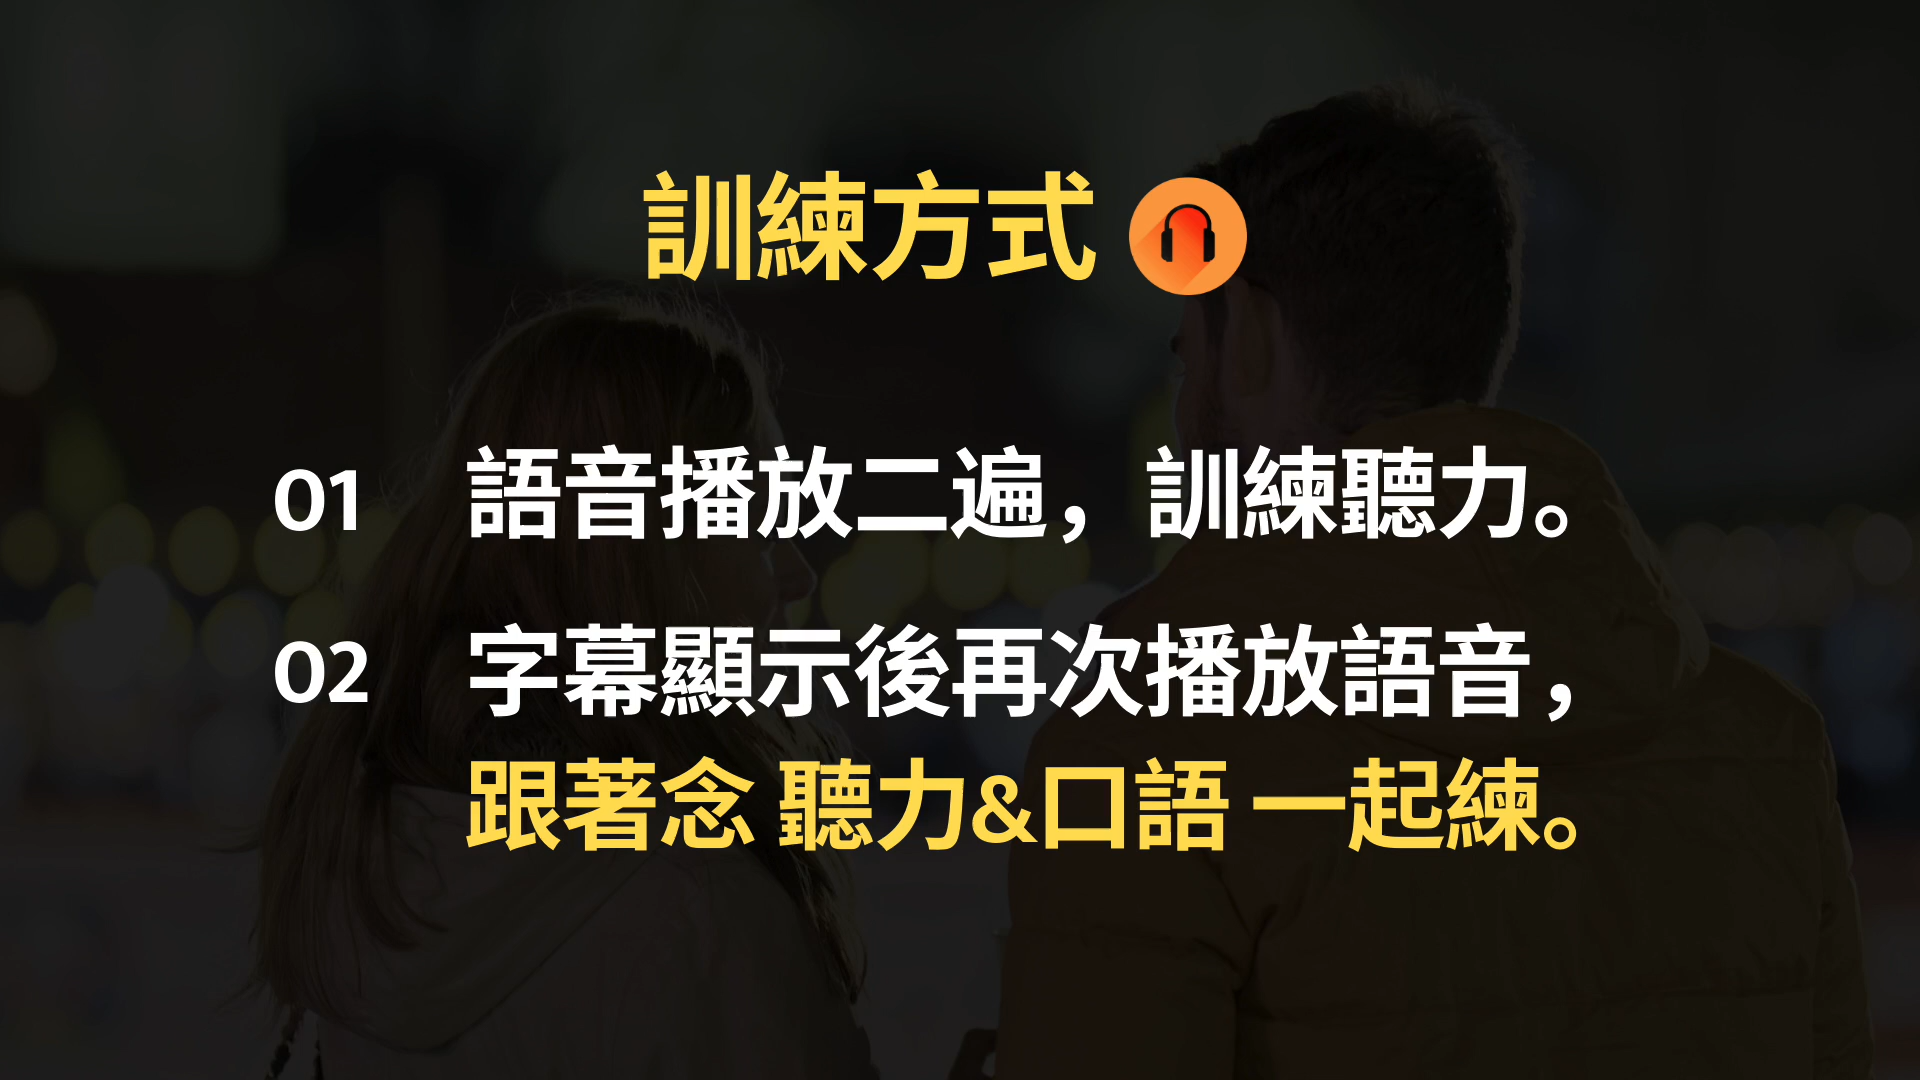 訓練方式
01 語音播放二遍，訓練聽力。
02 字幕顯示後再次播放語音，
跟著念 聽力&口語 一起練。